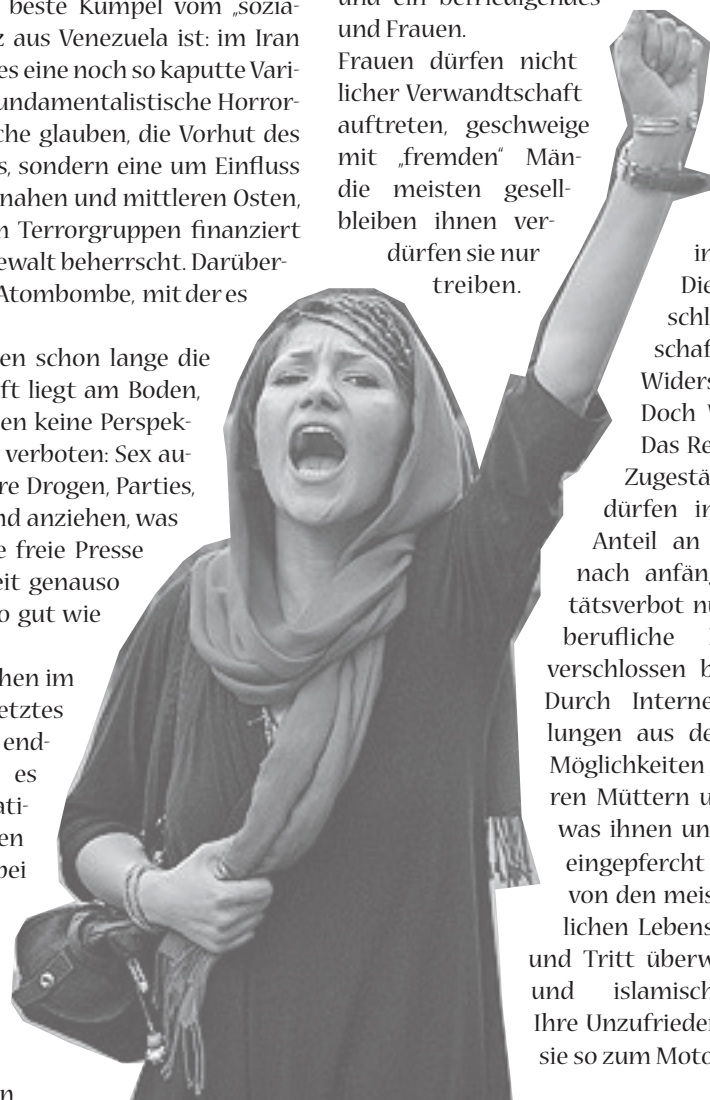 beste Kumpel vom „sozia-
z aus Venezuela ist: im Iran
es eine noch so kaputte Vari-
undamentalistische Horror-
che glauben, die Vorhut des
s, sondern eine um Einfluss
nahen und mittleren Osten,
n Terrorgruppen finanziert
ewalt beherrscht. Darüber-
Atombombe, mit der es
en schon lange die
ft liegt am Boden,
en keine Perspek-
verboten: Sex au-
re Drogen, Parties,
nd anziehen, was
e freie Presse
eit genauso
o gut wie
hen im
etztes
end-
es
ati-
en
bei
n
und ein befriedigendes
und Frauen.
Frauen dürfen nicht
licher Verwandtschaft
auftreten, geschweige
mit „fremden“ Män-
die meisten gesell-
bleiben ihnen ver-
dürfen sie nur
treiben.
in
Die
schl
schaf
Widers
Doch
Das Re
Zugestä
dürfen in
Anteil an
nach anfäng
tätsverbot nu
berufliche
verschlossen b
Durch Interne
lungen aus de
Möglichkeiten
ren Müttern u
was ihnen un
eingepfercht
von den meis
lichen Lebens
und Tritt überw
und islamisch
Ihre Unzufrieden
sie so zum Moto